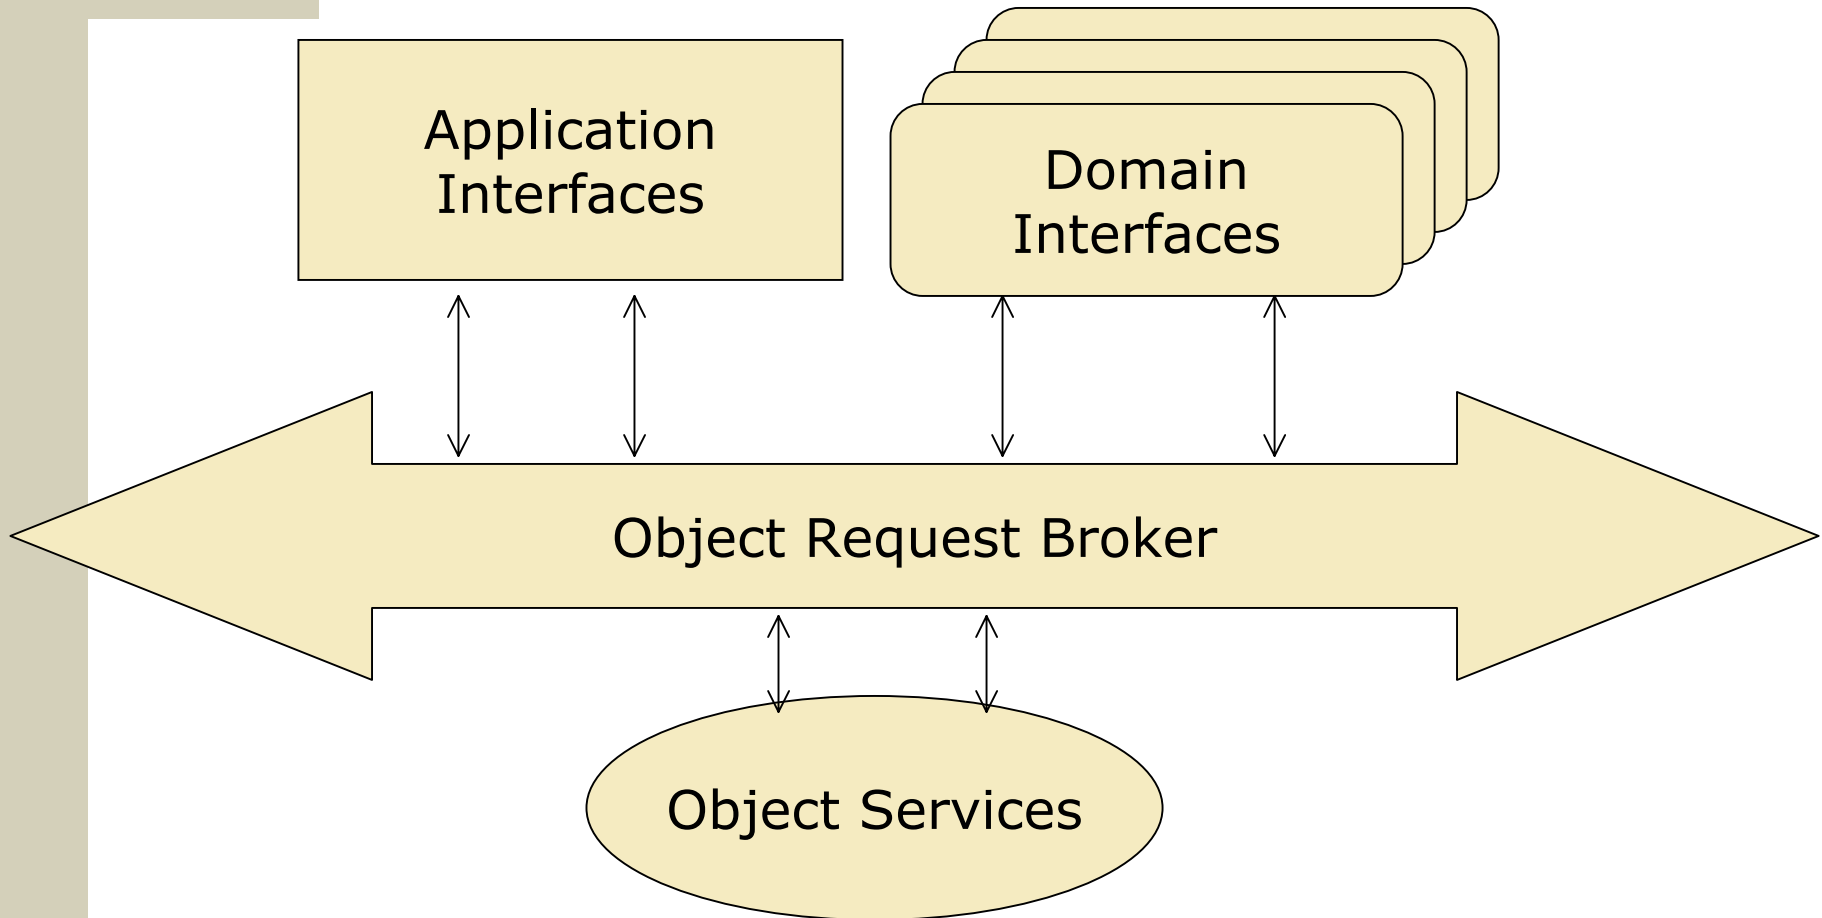 Application
Interfaces
Domain
Interfaces
Object Request Broker
Object Services